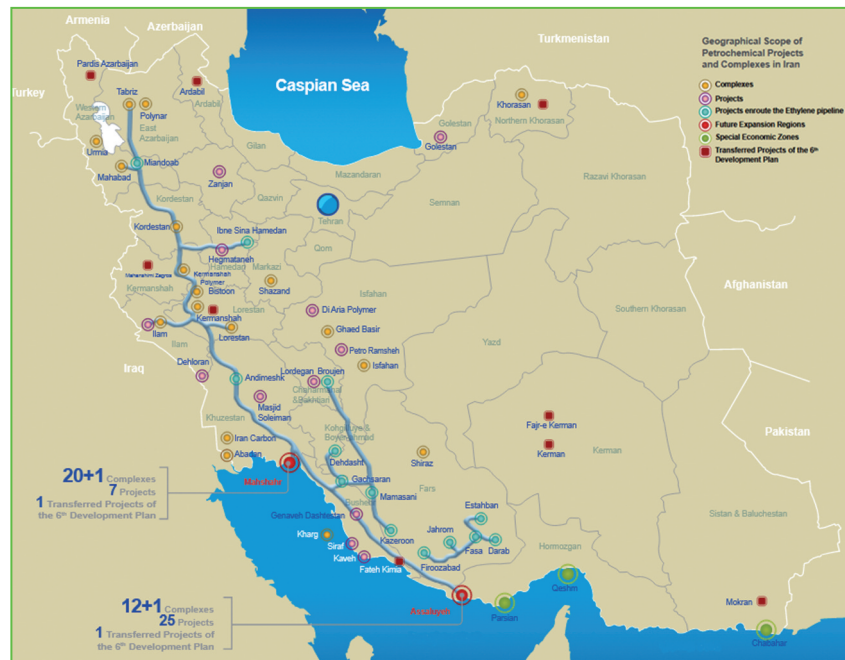 Armenia
Azerbaijan
Turkmenistan
Turkey
Afghanistan
Pakistan
Iraq
Caspian Sea
Geographical Scope of
Petrochemical Projects
and Complexes in Iran
Complexes
Projects
Projects enroute the Ethylene pipeline
Future Expansion Regions
Special Economic Zones
Transferred Projects of the 6th
Development Plan
Pardis Azarbaijan
Ardabil
Ardabil
Tabriz
Polynar
Western
Azarbaijan
East
Azarbaijan
Urmia
Miandoab
Mahabad
Khorasan
Northern Khorasan
Golestan
Golestan
Gilan
Zanjan
Mazandaran
Razavi Khorasan
Kordestan
Qazvin
Semnan
Tehran
Kordestan
Ibne Sina Hamedan
Hegmataneh
Hamedan
Qom
Markazi
Kermanshah
Kermanshah
Polymer
Bistoon
Shazand
Isfahan
Southern Khorasan
Kermanshah
Lorestan
Di Aria Polymer
Ilam
Lorestan
Ghaed Basir
Ilam
Petro Ramsheh
Isfahan
Yazd
Dehloran
Andimeshk
Lordegan
Broujen
Masjid
Soleiman
Khuzestan
Fajr-e Kerman
Iran Carbon
Abadan
Dehdasht
Shiraz
Kerman
Kerman
Gachsaran
Mamasani
Fars
Bushehr
Genaveh Dashtestan
Estahban
Sistan & Baluchestan
Kharg
Kazeroon
Jahrom
Siraf
Kaveh
Firoozabad
Fasa
Darab
Hormozgan
Fateh Kimia
Qeshm
Parsian
Mokran
Chabahar
20+1 Complexes
7 Projects
1 Transferred Projects of
the 6th Development Plan
12+1 Complexes
25 Projects
1 Transferred Projects of
the 6th Development Plan